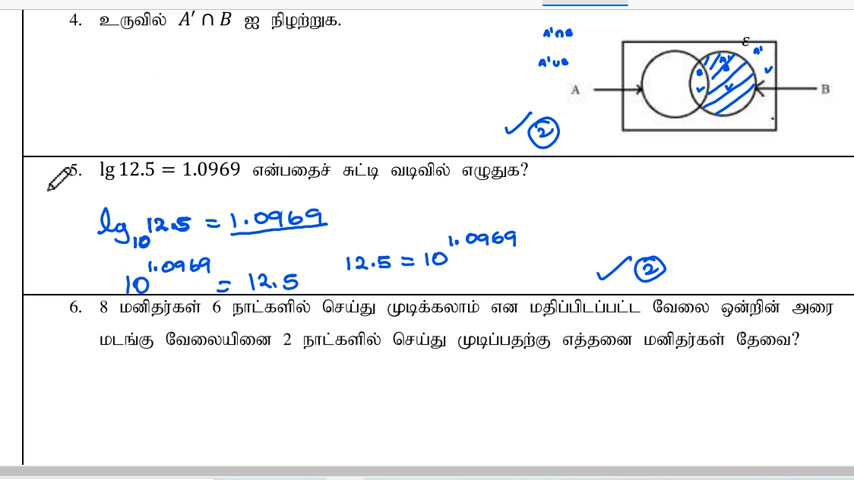 4. உருவில் A′ ∩ B ஐ நிழற்றுக.
A'∩B
A'∪B
ε
A'
A'
B
B
A
B
2
5. lg 12.5 = 1.0969 என்பதைச் சுட்டி வடிவில் எழுதுக?
lg₁₀ 12.5 = 1.0969
10^1.0969 = 12.5
12.5 = 10^1.0969
2
6. 8 மனிதர்கள் 6 நாட்களில் செய்து முடிக்கலாம் என மதிப்பிடப்பட்ட வேலை ஒன்றின் அரை
மடங்கு வேலையினை 2 நாட்களில் செய்து முடிப்பதற்கு எத்தனை மனிதர்கள் தேவை?